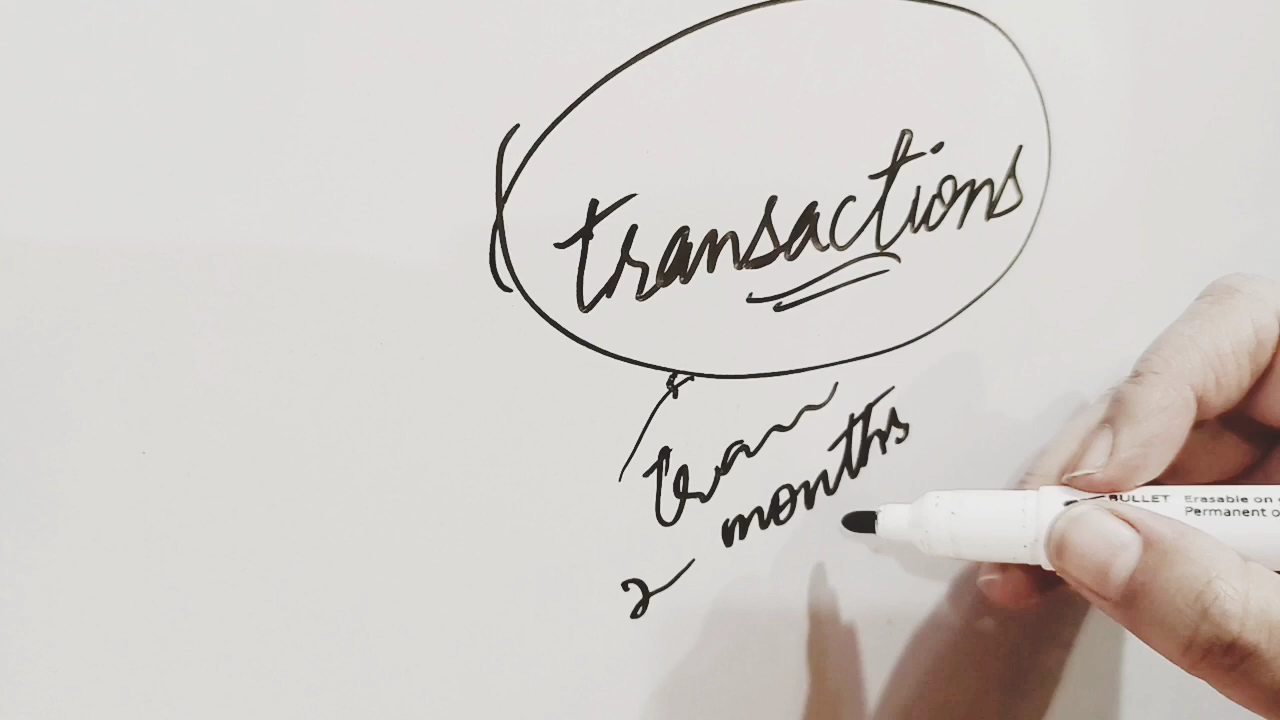 transactions
2 months
BULLET Erasable on
Permanent o